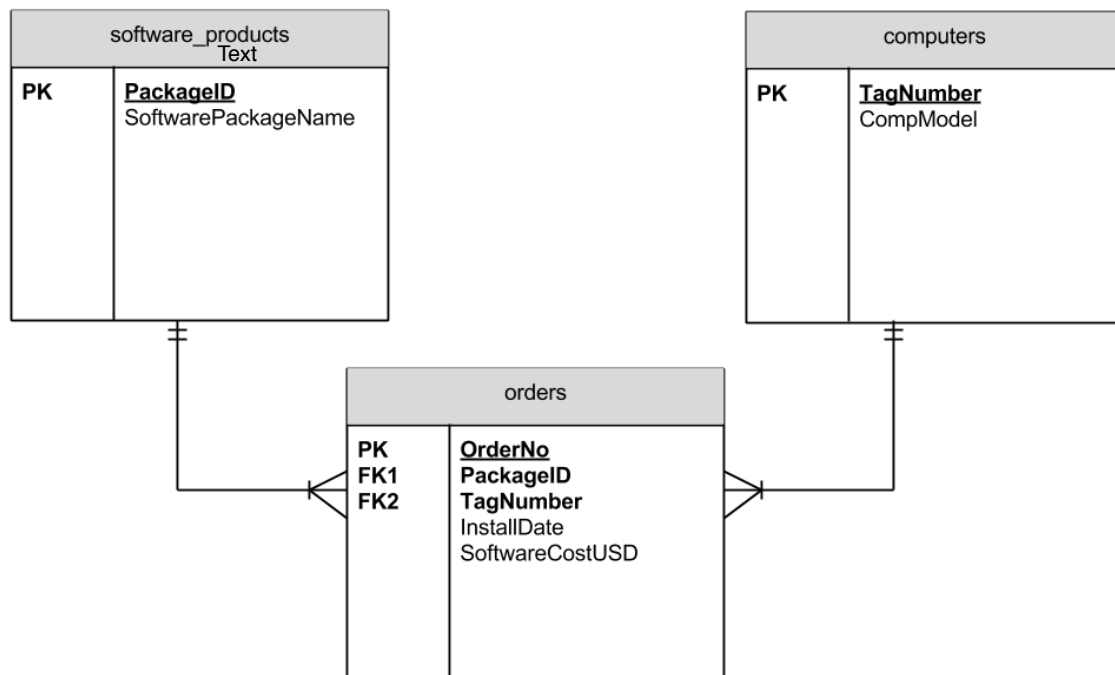 software_products
Text
PK PackageID
SoftwarePackageName
computers
PK TagNumber
CompModel
orders
PK OrderNo
FK1 PackageID
FK2 TagNumber
InstallDate
SoftwareCostUSD